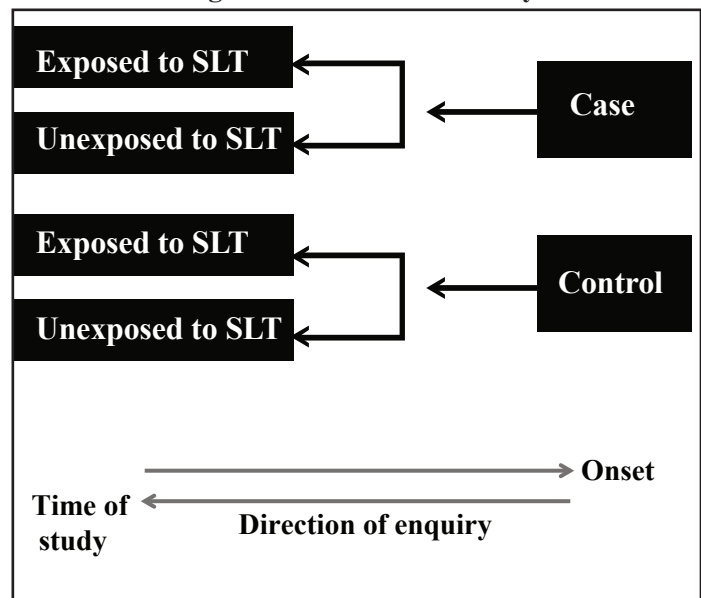 Exposed to SLT
Case
Unexposed to SLT
Exposed to SLT
Control
Unexposed to SLT
Onset
Time of
study
Direction of enquiry